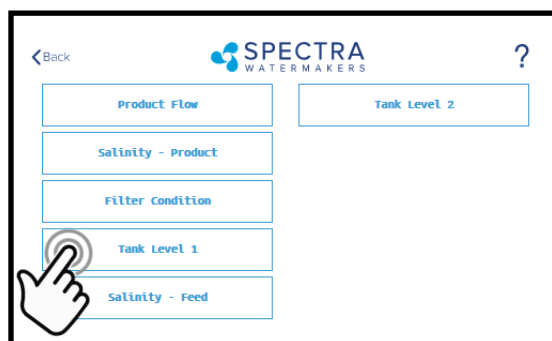 Back
SPECTRA
WATERMAKERS
?
Product Flow
Tank Level 2
Salinity - Product
Filter Condition
Tank Level 1
Salinity - Feed